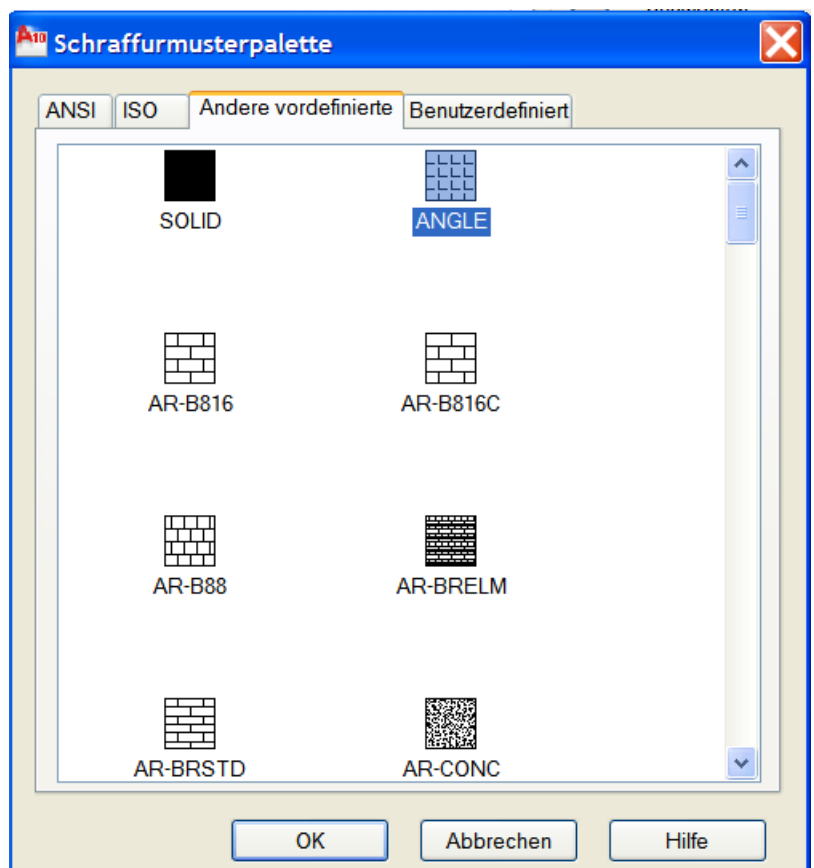 A10 Schraffurmusterpalette
ANSI ISO Andere vordefinierte Benutzerdefiniert
SOLID ANGLE
AR-B816 AR-B816C
AR-B88 AR-BRELM
AR-BRSTD AR-CONC
OK Abbrechen Hilfe